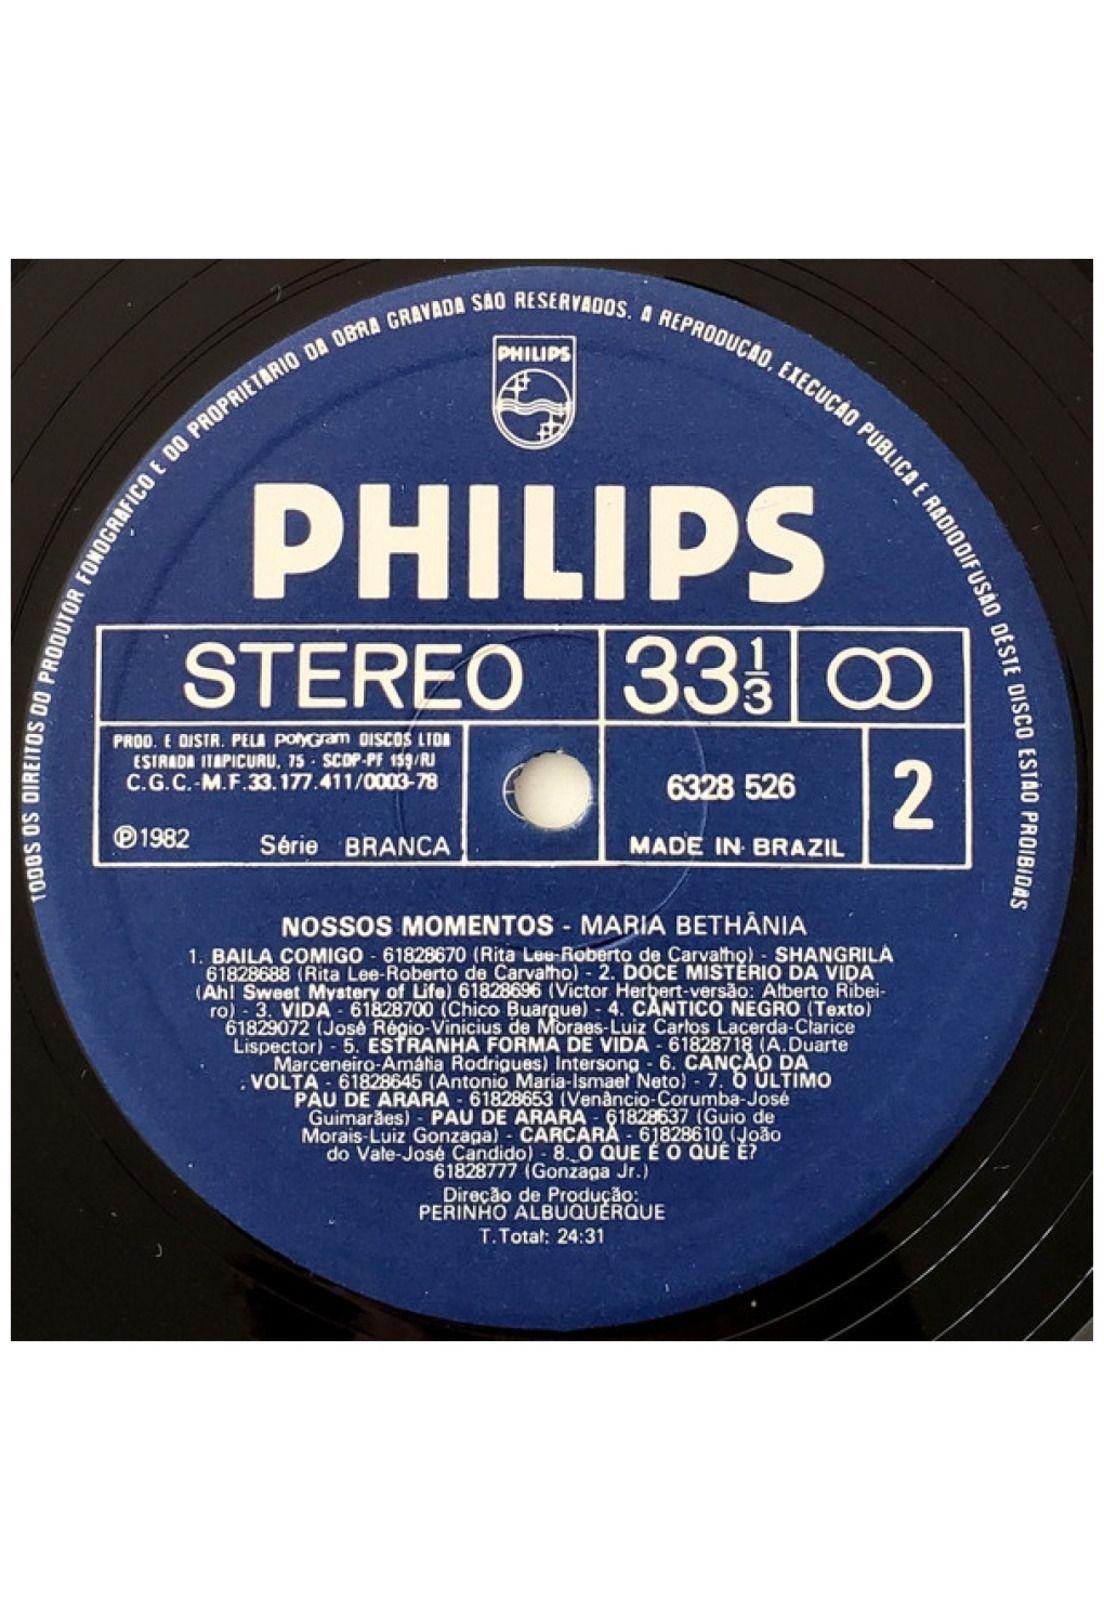 TODOS OS DIREITOS DO PRODUTOR FONOGRAFICO E DO PROPRIETARIO DA OBRA GRAVADA SÃO RESERVADOS. A REPRODUÇÃO, EXECUÇÃO PUBLICA E RADIODIFUSÃO DESTE DISCO ESTÃO PROIBIDAS
PHILIPS
PHILIPS
STEREO
33 1/3
PROD. E DISTR. PELA polyGram DISCOS LTDA
ESTRADA ITAPICURU, 75 - SCDP-PF 159/RJ
C.G.C.-M.F.33.177.411/0003-78
℗1982 Série BRANCA
6328 526
MADE IN BRAZIL
2
NOSSOS MOMENTOS - MARIA BETHÂNIA
1. BAILA COMIGO - 61828670 (Rita Lee-Roberto de Carvalho) - SHANGRILÁ
61828688 (Rita Lee-Roberto de Carvalho) - 2. DOCE MISTÉRIO DA VIDA
(Ah! Sweet Mystery of Life) 61828696 (Victor Herbert-versão: Alberto Ribei-
ro) - 3. VIDA - 61828700 (Chico Buarque) - 4. CÂNTICO NEGRO (Texto)
61829072 (José Régio-Vinicius de Moraes-Luiz Carlos Lacerda-Clarice
Lispector) - 5. ESTRANHA FORMA DE VIDA - 61828718 (A.Duarte
Marceneiro-Amália Rodrigues) Intersong - 6. CANÇÃO DA
VOLTA - 61828645 (Antonio Maria-Ismael Neto) - 7. O ÚLTIMO
PAU DE ARARA - 61828653 (Venâncio-Corumba-José
Guimarães) - PAU DE ARARA - 61828637 (Guio de
Morais-Luiz Gonzaga) - CARCARÁ - 61828610 (João
do Vale-José Candido) - 8. O QUE É O QUE É?
61828777 (Gonzaga Jr.)
Direção de Produção:
PERINHO ALBUQUERQUE
T.Total: 24:31